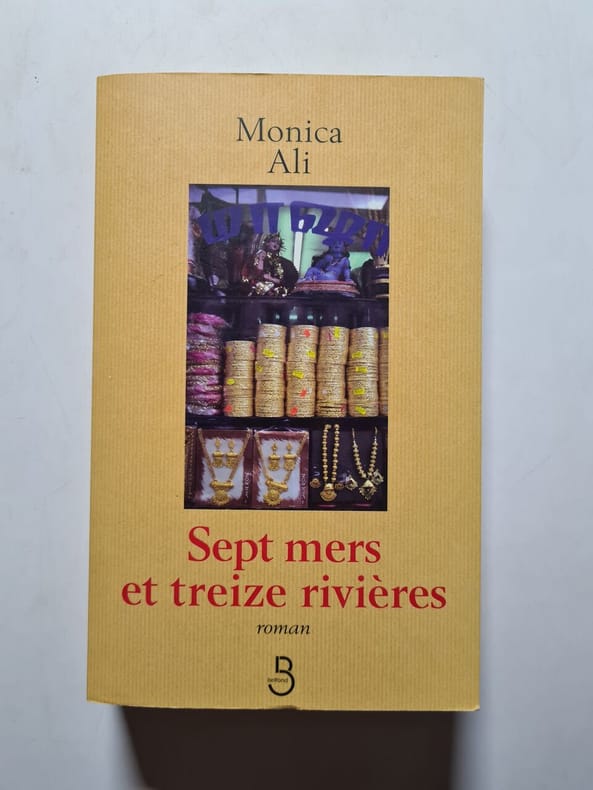 Monica
Ali
Sept mers
et treize rivières
roman
belfond